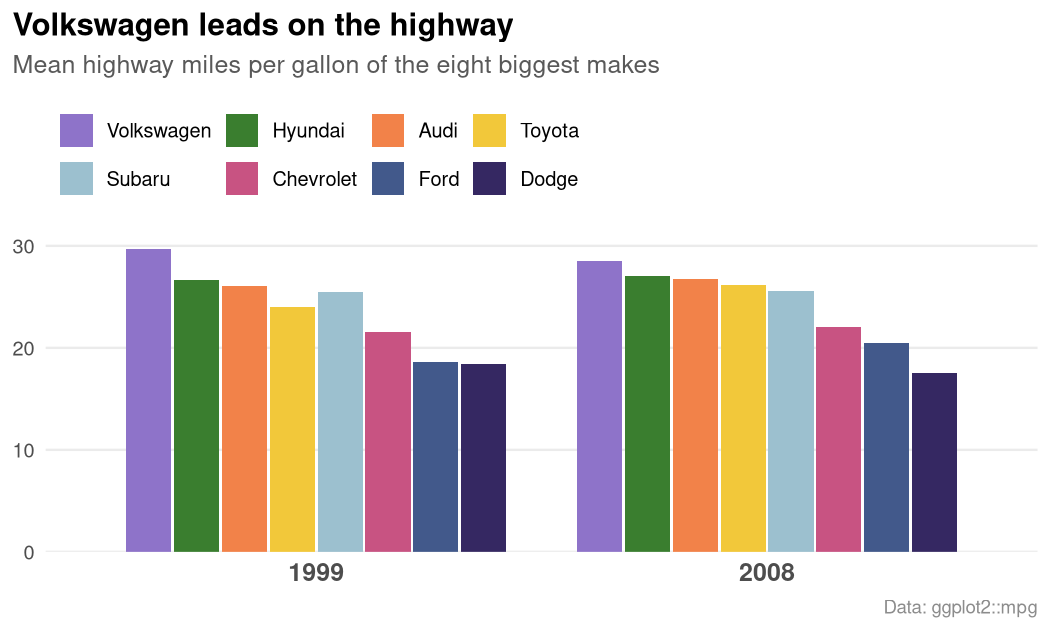 Volkswagen leads on the highway
Mean highway miles per gallon of the eight biggest makes
Volkswagen Hyundai Audi Toyota
Subaru Chevrolet Ford Dodge
30
20
10
0
1999 2008
Data: ggplot2::mpg